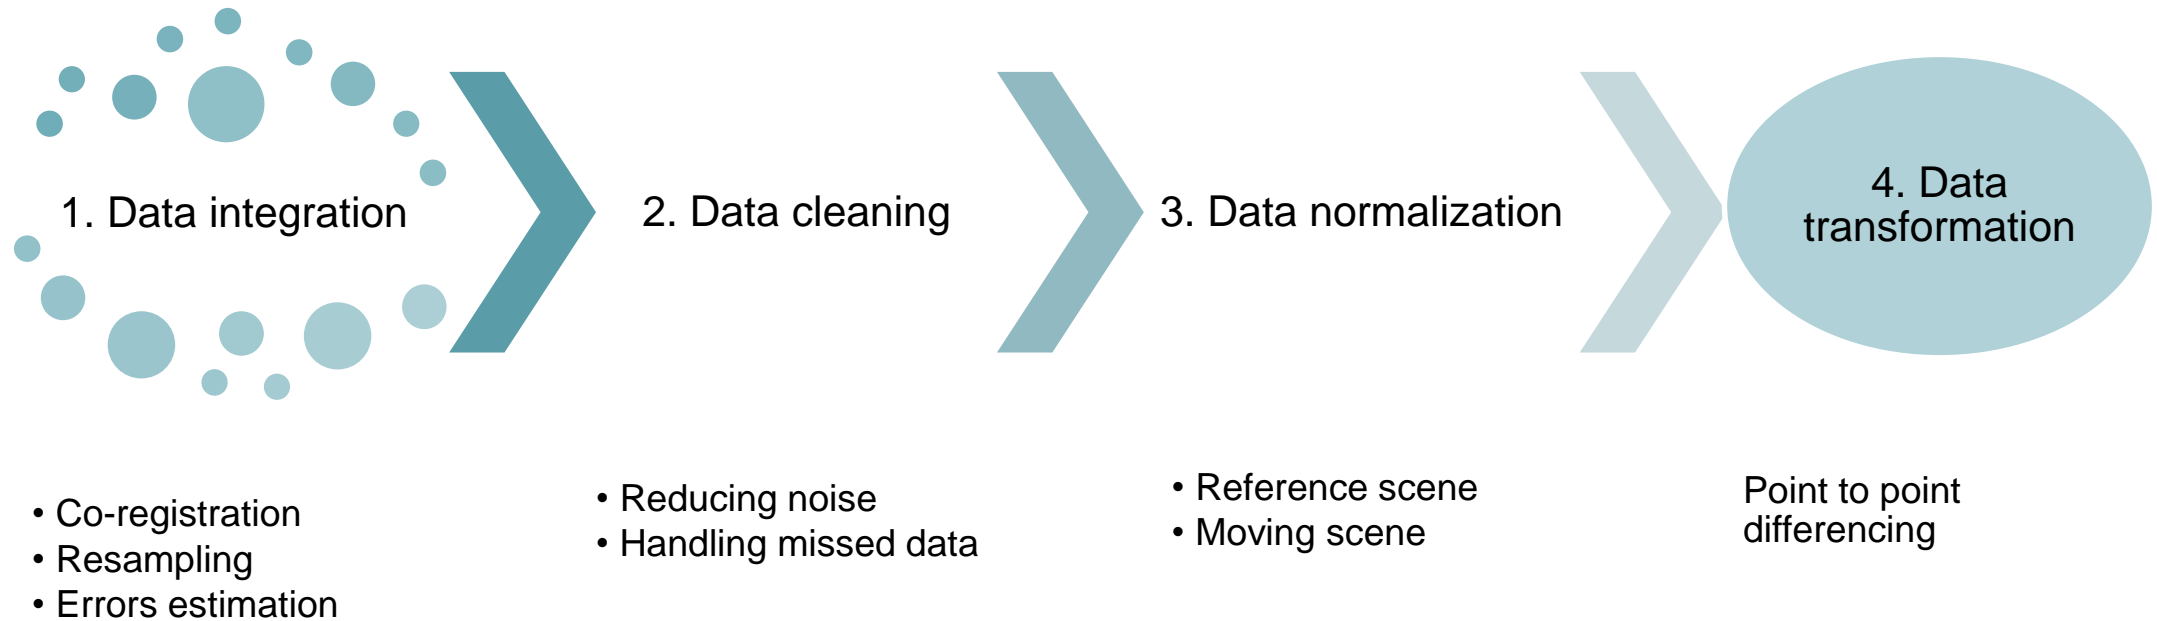 1. Data integration
2. Data cleaning
3. Data normalization
4. Data
transformation
• Co-registration
• Resampling
• Errors estimation
• Reducing noise
• Handling missed data
• Reference scene
• Moving scene
Point to point
differencing